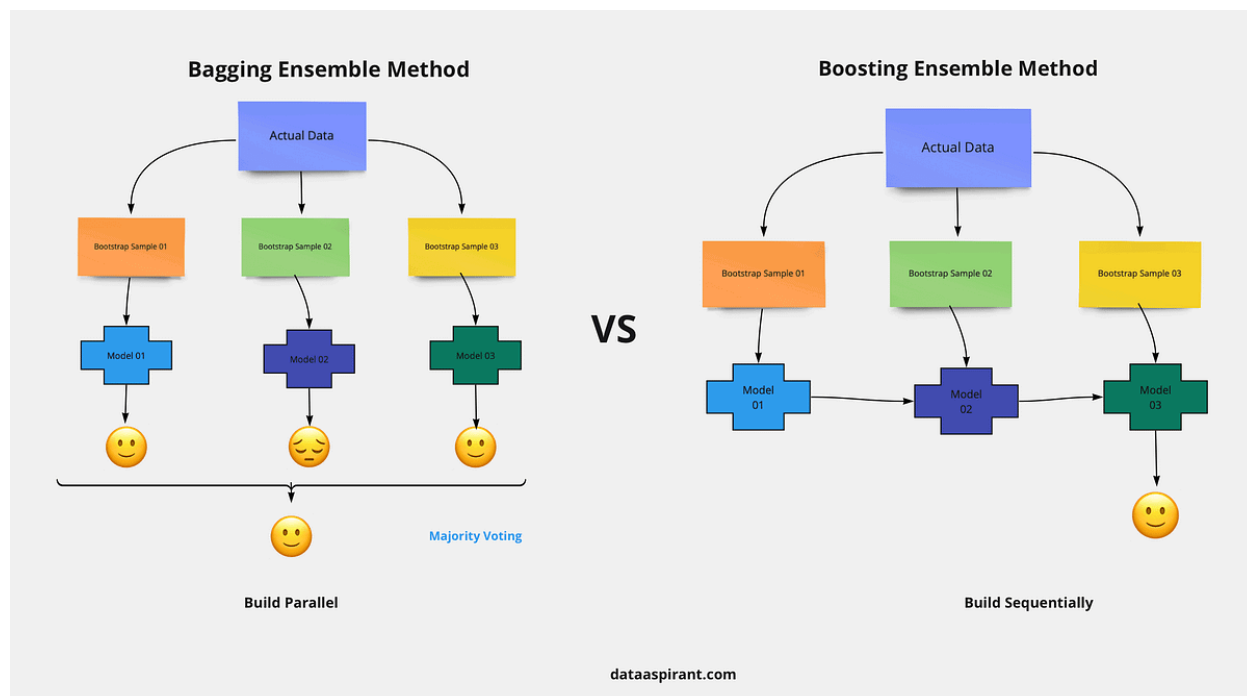 Bagging Ensemble Method
Actual Data
Bootstrap Sample 01
Bootstrap Sample 02
Bootstrap Sample 03
Model 01
Model 02
Model 03
Majority Voting
Build Parallel
VS
Boosting Ensemble Method
Actual Data
Bootstrap Sample 01
Bootstrap Sample 02
Bootstrap Sample 03
Model
01
Model
02
Model
03
Build Sequentially
dataaspirant.com